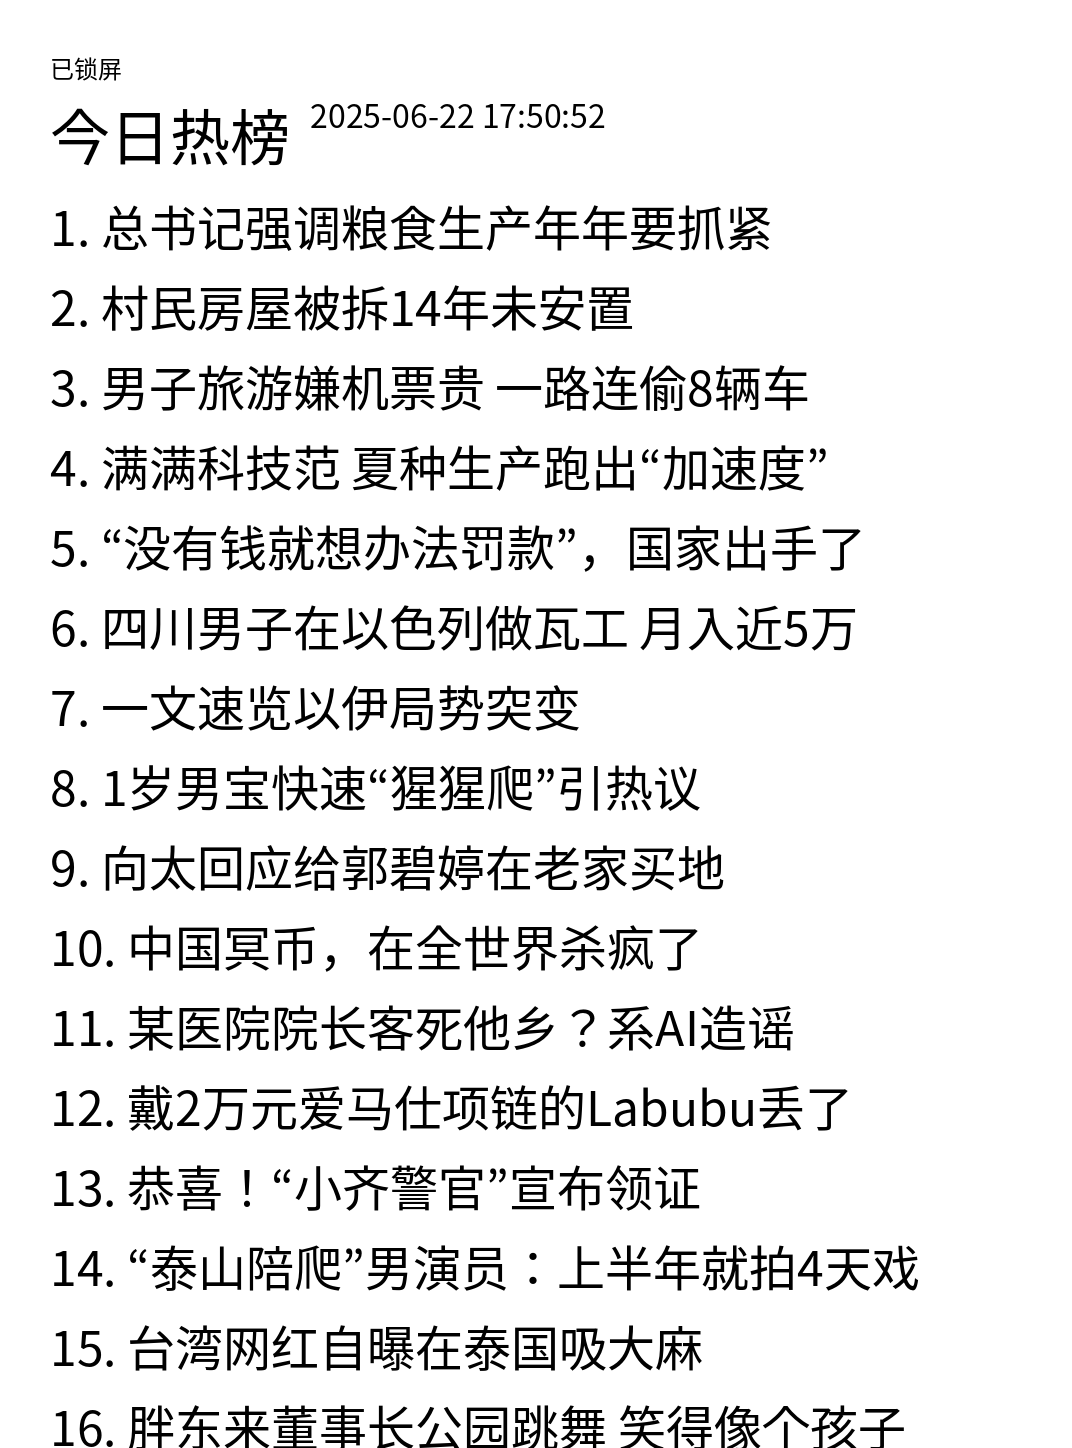 已锁屏
今日热榜 2025-06-22 17:50:52
1. 总书记强调粮食生产年年要抓紧
2. 村民房屋被拆14年未安置
3. 男子旅游嫌机票贵 一路连偷8辆车
4. 满满科技范 夏种生产跑出“加速度”
5. “没有钱就想办法罚款”，国家出手了
6. 四川男子在以色列做瓦工 月入近5万
7. 一文速览以伊局势突变
8. 1岁男宝快速“猩猩爬”引热议
9. 向太回应给郭碧婷在老家买地
10. 中国冥币，在全世界杀疯了
11. 某医院院长客死他乡？系AI造谣
12. 戴2万元爱马仕项链的Labubu丢了
13. 恭喜！“小齐警官”宣布领证
14. “泰山陪爬”男演员：上半年就拍4天戏
15. 台湾网红自曝在泰国吸大麻
16. 胖东来董事长公园跳舞 笑得像个孩子